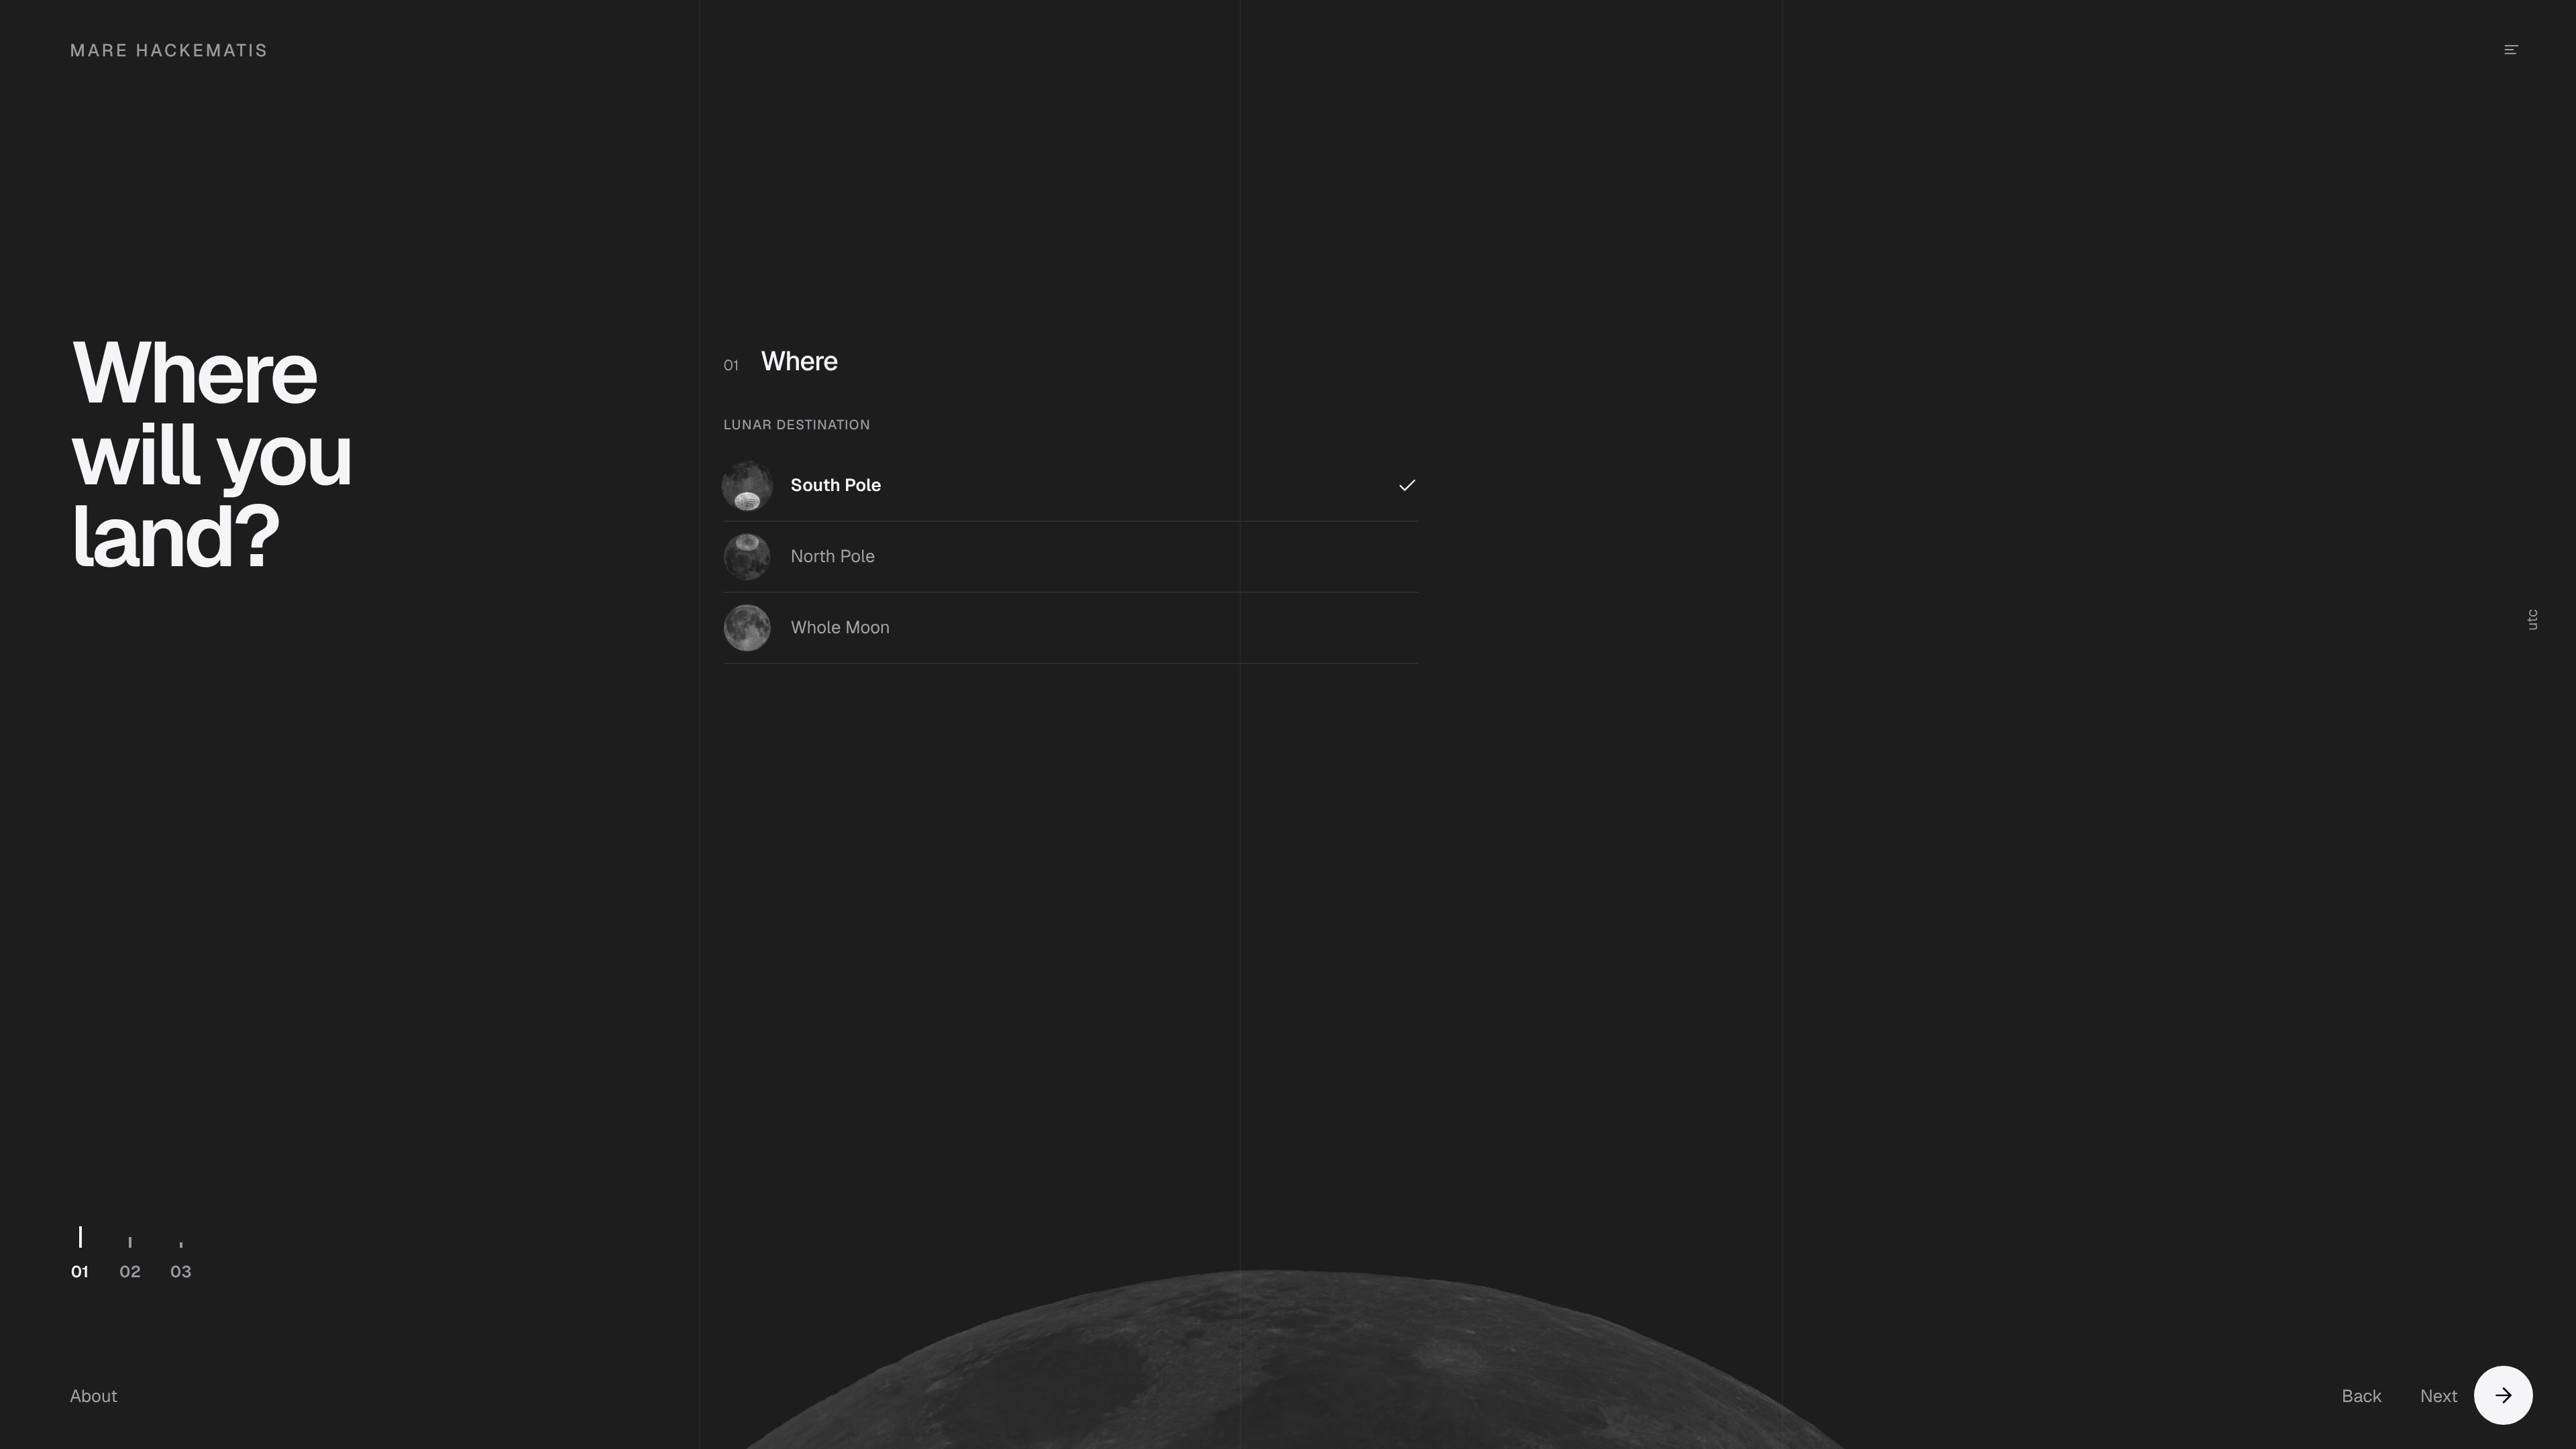 MARE HACKEMATIS
Where
will you
land?
01 Where
LUNAR DESTINATION
South Pole
North Pole
Whole Moon
utc
01 02 03
About
Back Next